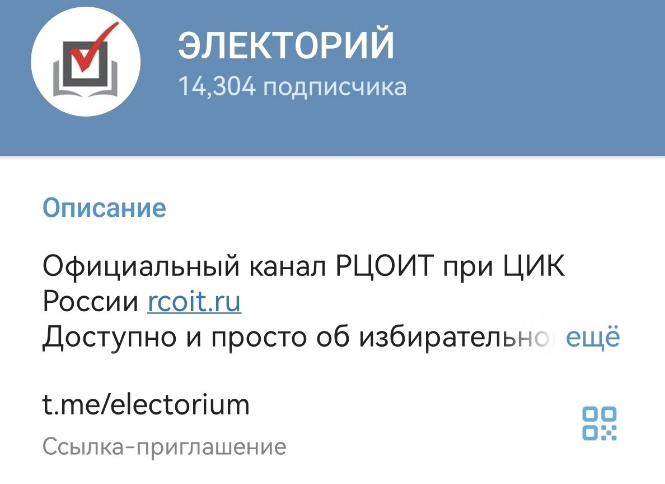 ЭЛЕКТОРИЙ
14,304 подписчика
Описание
Официальный канал РЦОИТ при ЦИК
России rcoit.ru
Доступно и просто об избирательно ещё
t.me/electorium
Ссылка-приглашение